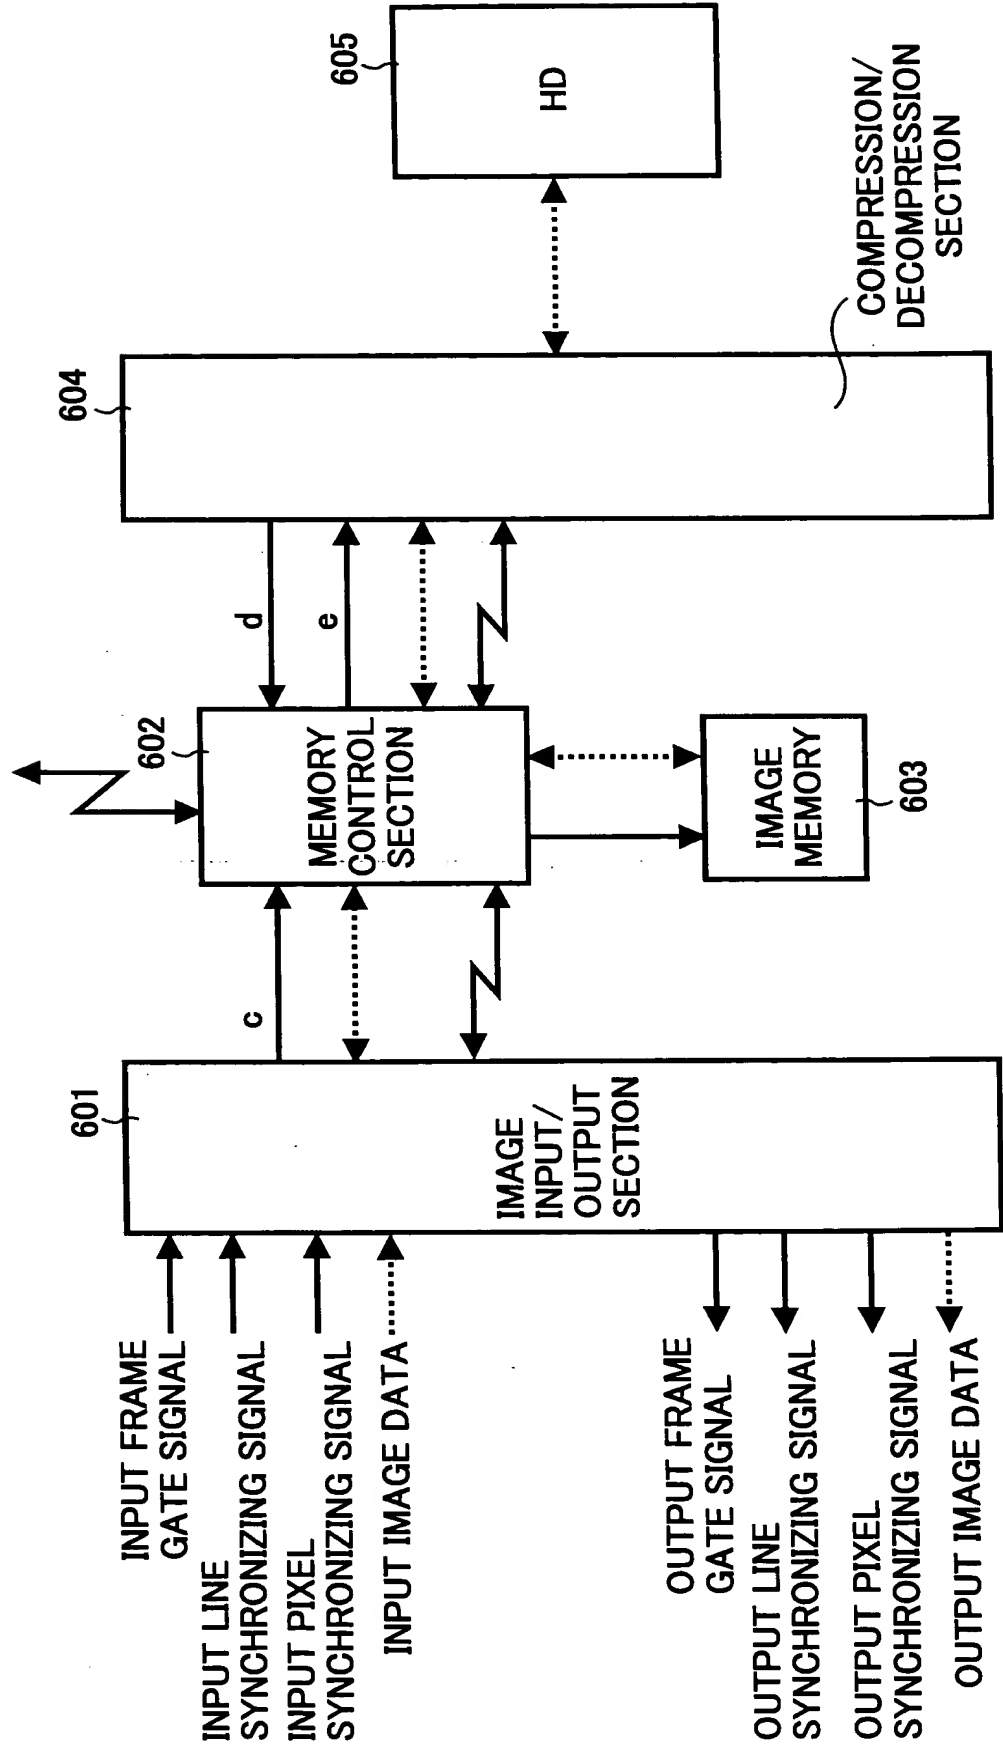 INPUT FRAME
GATE SIGNAL
INPUT LINE
SYNCHRONIZING SIGNAL
INPUT PIXEL
SYNCHRONIZING SIGNAL
INPUT IMAGE DATA
OUTPUT FRAME
GATE SIGNAL
OUTPUT LINE
SYNCHRONIZING SIGNAL
OUTPUT PIXEL
SYNCHRONIZING SIGNAL
OUTPUT IMAGE DATA
601
IMAGE
INPUT/
OUTPUT
SECTION
c
602
MEMORY
CONTROL
SECTION
IMAGE
MEMORY
603
d
e
604
COMPRESSION/
DECOMPRESSION
SECTION
605
HD